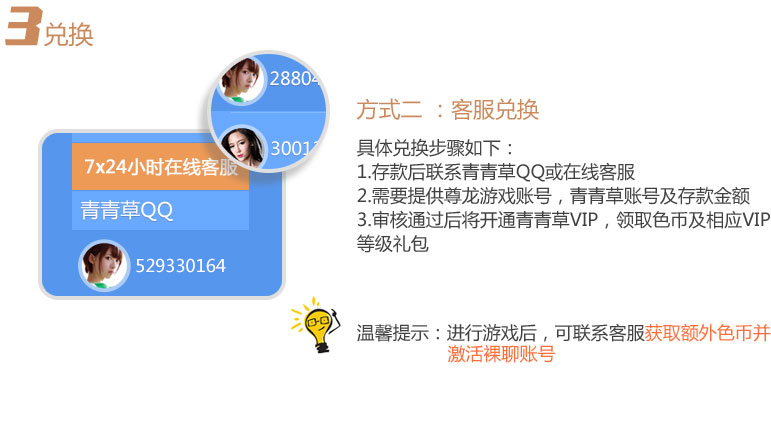 3兑换
28804
30011
7x24小时在线客服
青青草QQ
529330164
方式二：客服兑换
具体兑换步骤如下：
1.存款后联系青青草QQ或在线客服
2.需要提供尊龙游戏账号，青青草账号及存款金额
3.审核通过后将开通青青草VIP，领取色币及相应VIP
等级礼包
温馨提示：进行游戏后，可联系客服获取额外色币并
激活裸聊账号